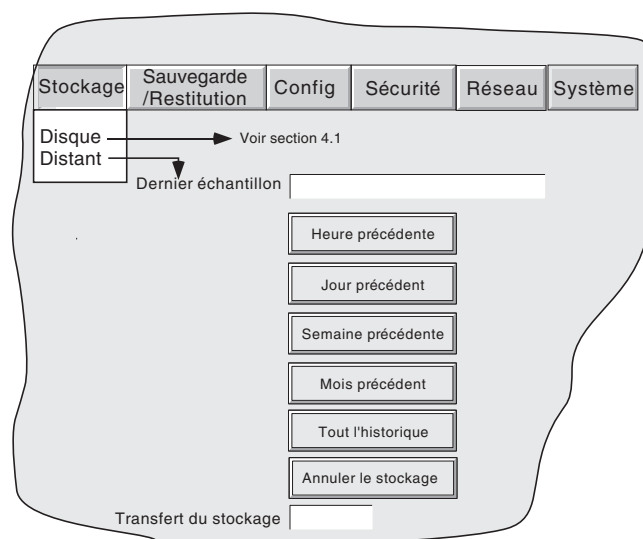 Stockage
Sauvegarde
/Restitution
Config
Sécurité
Réseau
Système
Disque
Voir section 4.1
Distant
Dernier échantillon
Heure précédente
Jour précédent
Semaine précédente
Mois précédent
Tout l'historique
Annuler le stockage
Transfert du stockage